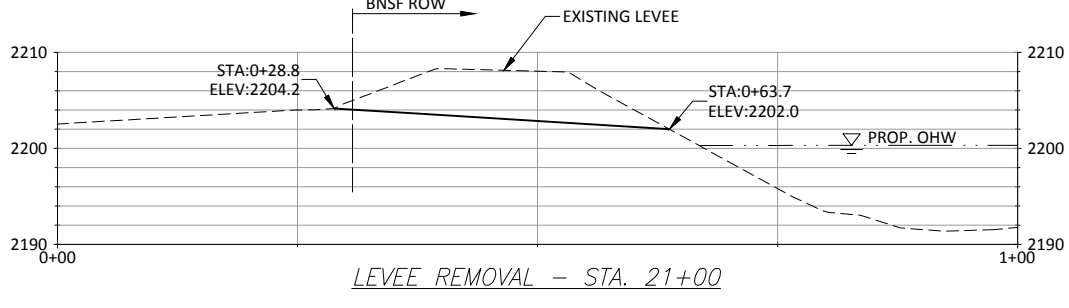 BNSF ROW
EXISTING LEVEE
2210
2210
STA:0+28.8
ELEV:2204.2
STA:0+63.7
ELEV:2202.0
2200
PROP. OHW
2200
2190
2190
0+00
1+00
LEVEE REMOVAL - STA. 21+00